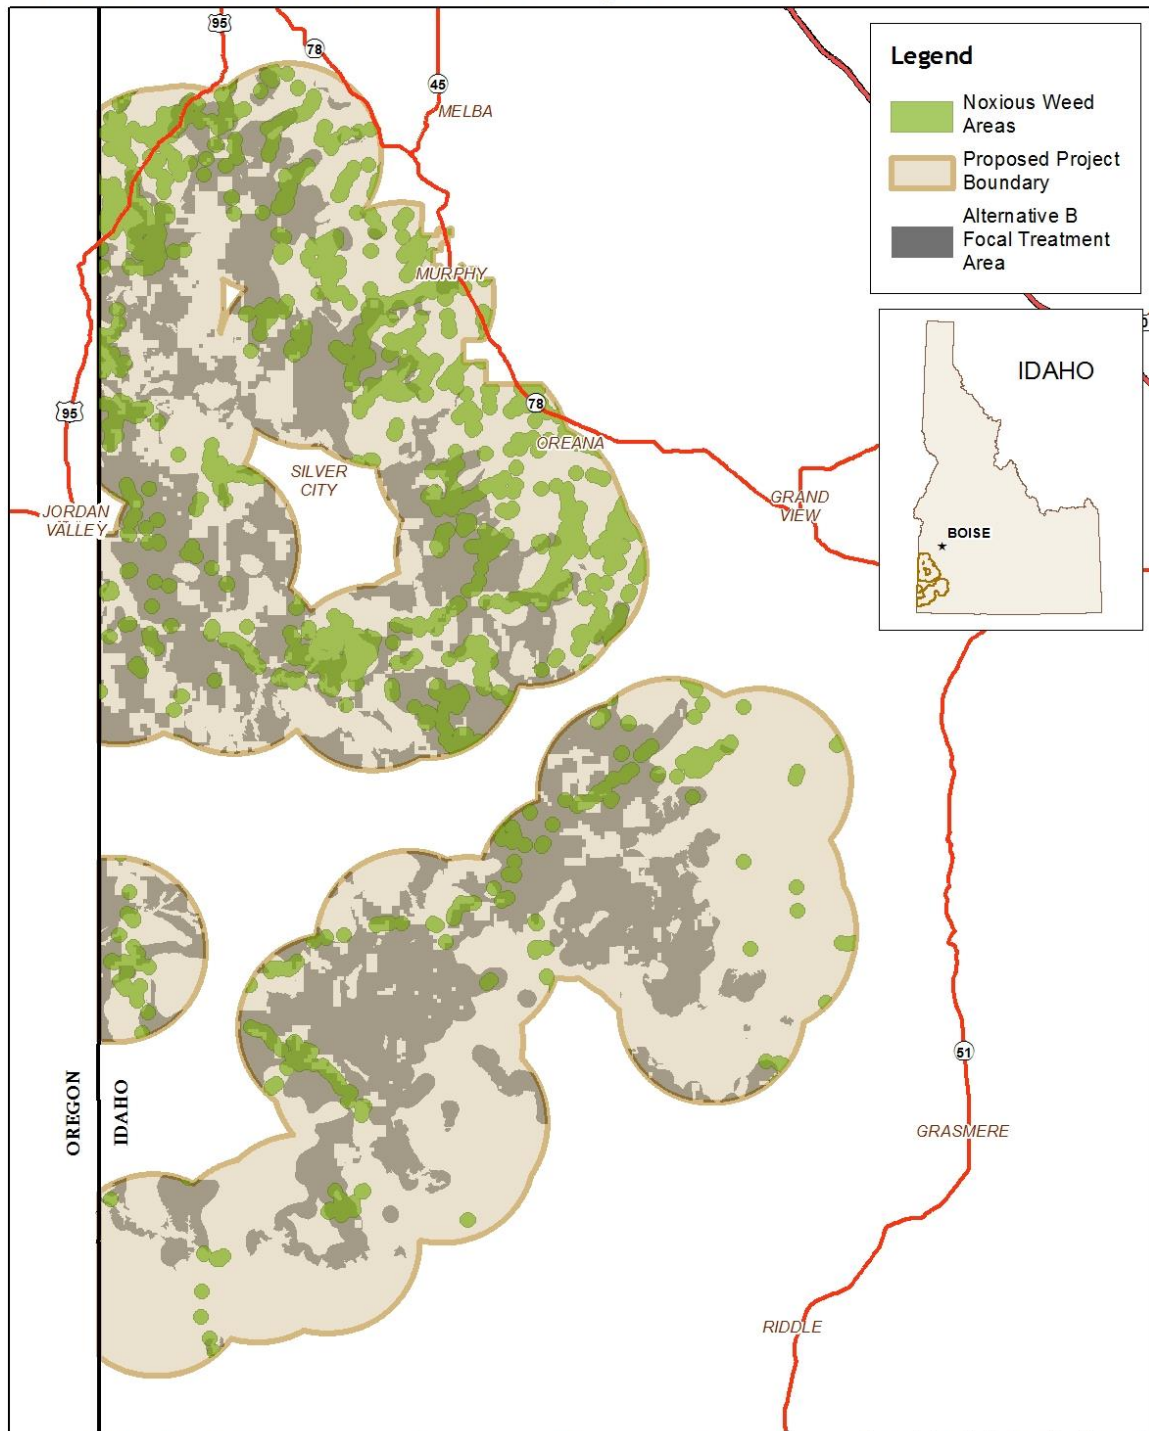 95
78
45
MELBA
Legend
Noxious Weed
Areas
Proposed Project
Boundary
Alternative B
Focal Treatment
Area
MURPHY
IDAHO
BOISE
95
78
OREANA
SILVER
CITY
GRAND
VIEW
JORDAN
VALLEY
OREGON
IDAHO
51
GRASMERE
RIDDLE